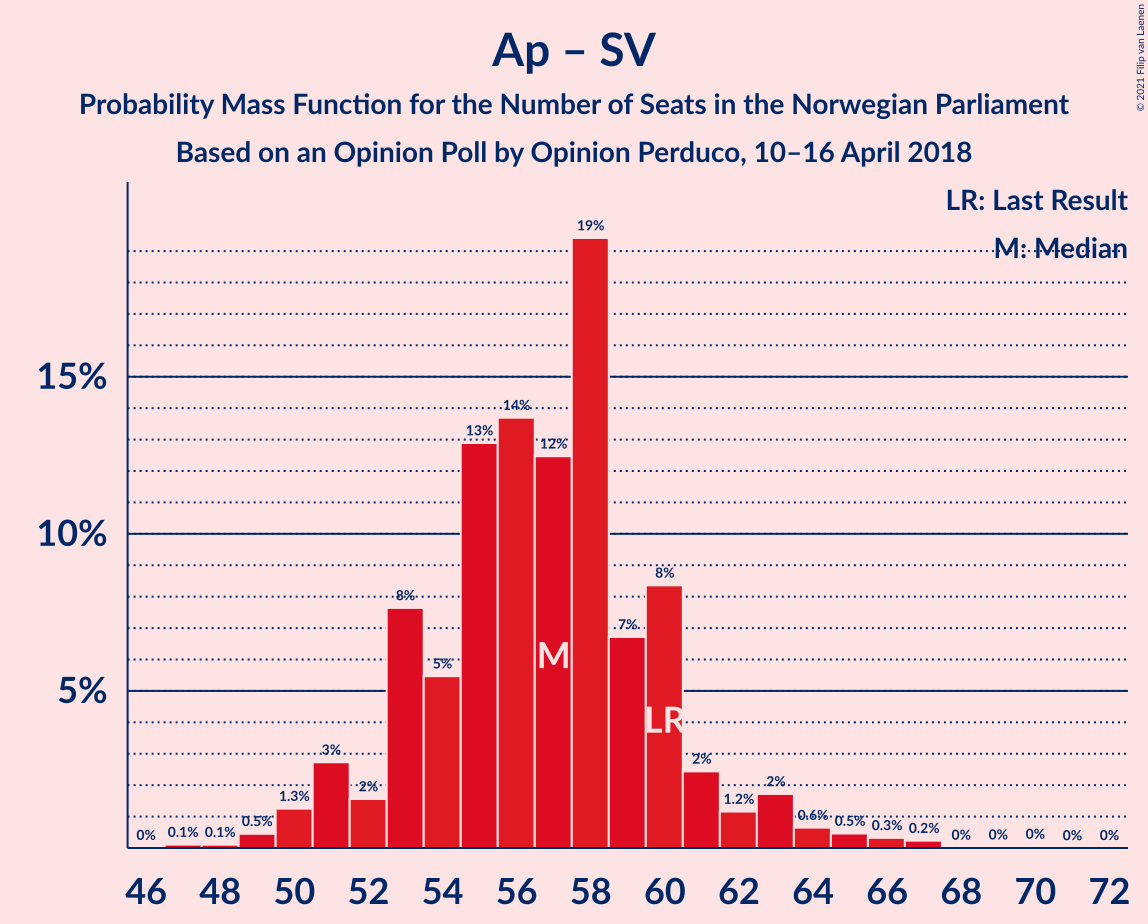 © 2021 Filip van Laenen
Ap – SV
Probability Mass Function for the Number of Seats in the Norwegian Parliament
Based on an Opinion Poll by Opinion Perduco, 10–16 April 2018
LR: Last Result
M: Median
15%
10%
5%
0% 0.1% 0.1% 0.5% 1.3% 3% 2% 8% 5% 13% 14% 12% 19% 7% 8% 2% 1.2% 2% 0.6% 0.5% 0.3% 0.2% 0% 0% 0% 0% 0%
M
LR
46 48 50 52 54 56 58 60 62 64 66 68 70 72